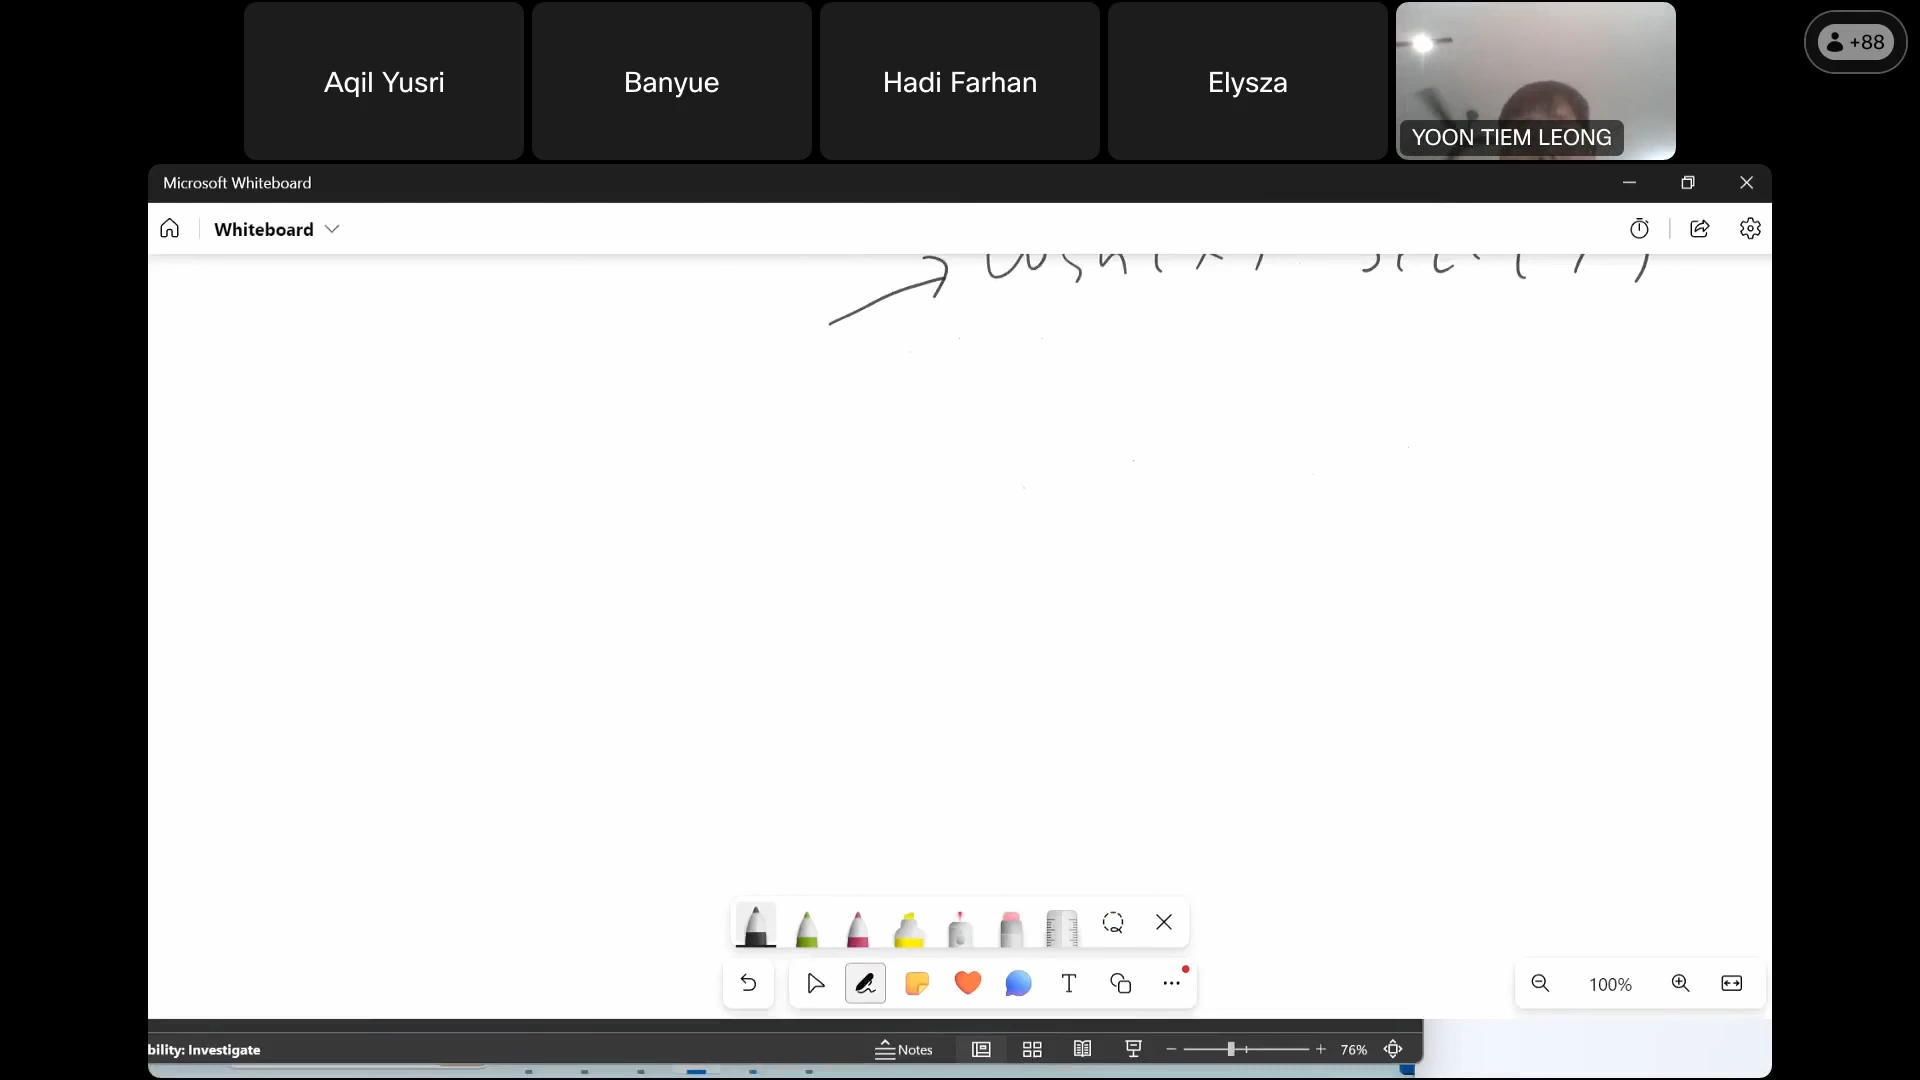 Aqil Yusri
Banyue
Hadi Farhan
Elysza
YOON TIEM LEONG
+88
Microsoft Whiteboard
Whiteboard
100%
bility: Investigate
Notes
76%